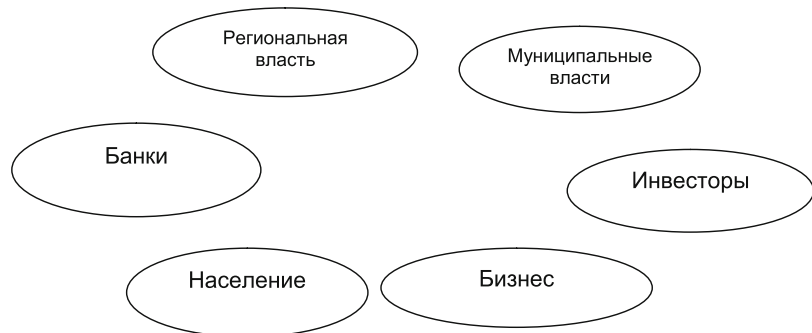 Региональная
власть
Муниципальные
власти
Банки
Инвесторы
Население
Бизнес